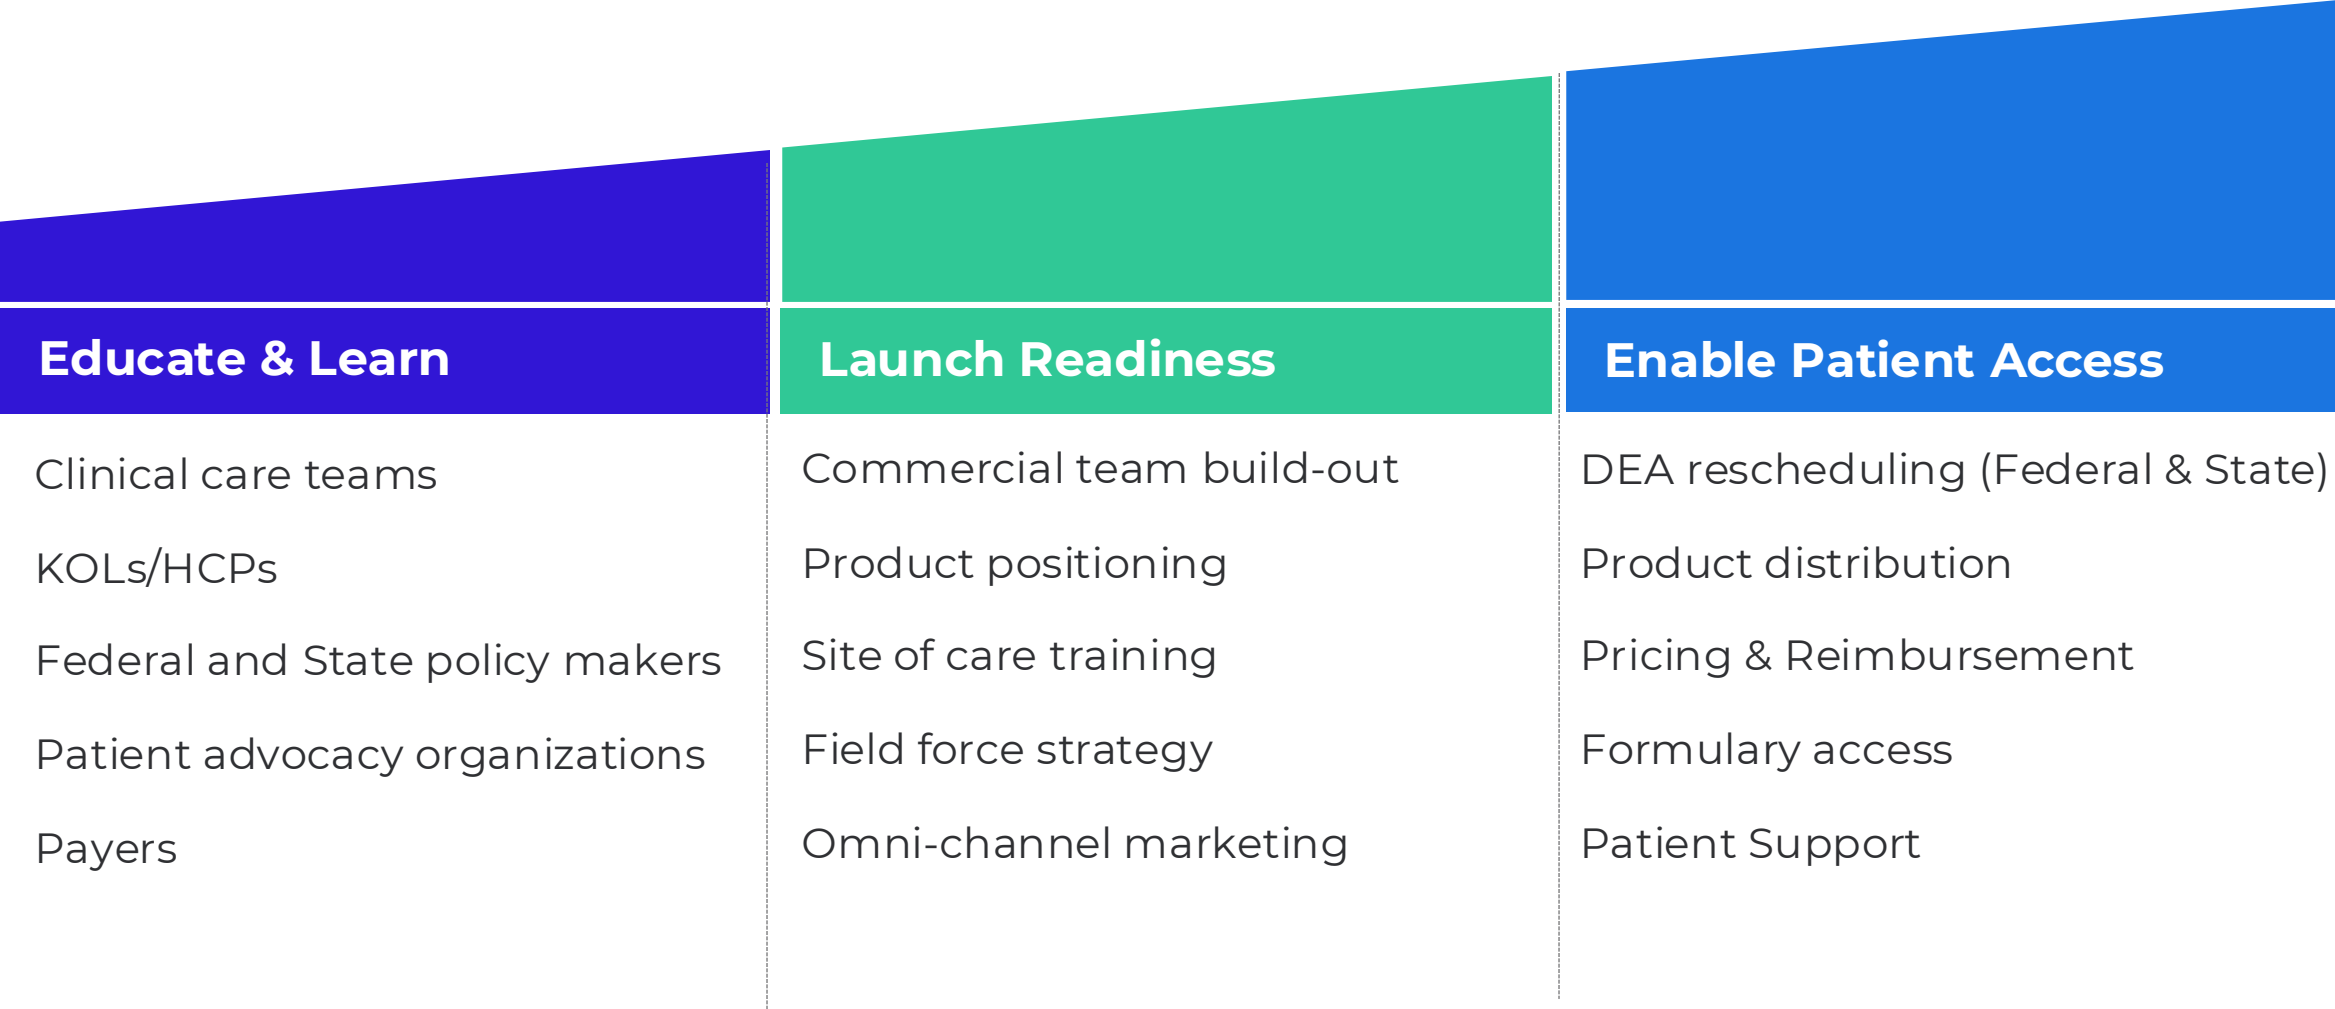 Educate & Learn
Clinical care teams
KOLs/HCPs
Federal and State policy makers
Patient advocacy organizations
Payers
Launch Readiness
Commercial team build-out
Product positioning
Site of care training
Field force strategy
Omni-channel marketing
Enable Patient Access
DEA rescheduling (Federal & State)
Product distribution
Pricing & Reimbursement
Formulary access
Patient Support